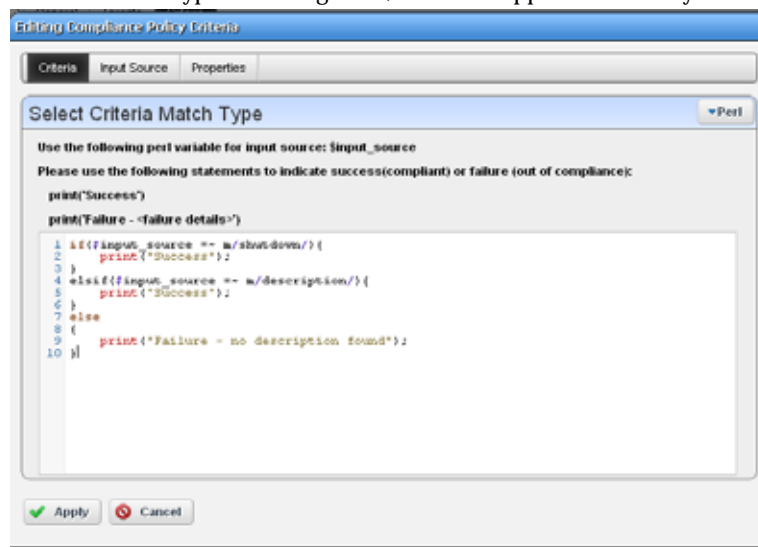 Editing Compliance Policy Criteria
Criteria Input Source Properties
Select Criteria Match Type
Perl
Use the following perl variable for input source: $input_source
Please use the following statements to indicate success(compliant) or failure (out of compliance):
print('Success')
print('Failure - <failure details>')
1 if($input_source =~ m/shutdown/){
2 print("Success");
3 }
4 elsif($input_source =~ m/description/){
5 print("Success");
6 }
7 else
8 {
9 print("Failure - no description found");
10 }
Apply Cancel